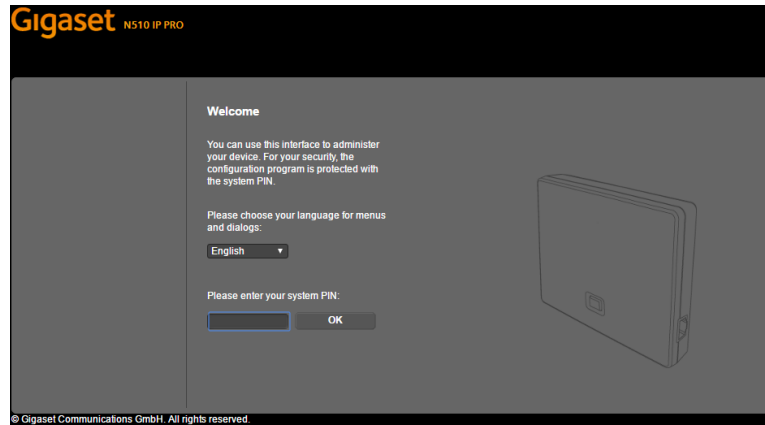 Gigaset N510 IP PRO
Welcome
You can use this interface to administer
your device. For your security, the
configuration program is protected with
the system PIN.
Please choose your language for menus
and dialogs:
English
Please enter your system PIN:
OK
© Gigaset Communications GmbH. All rights reserved.